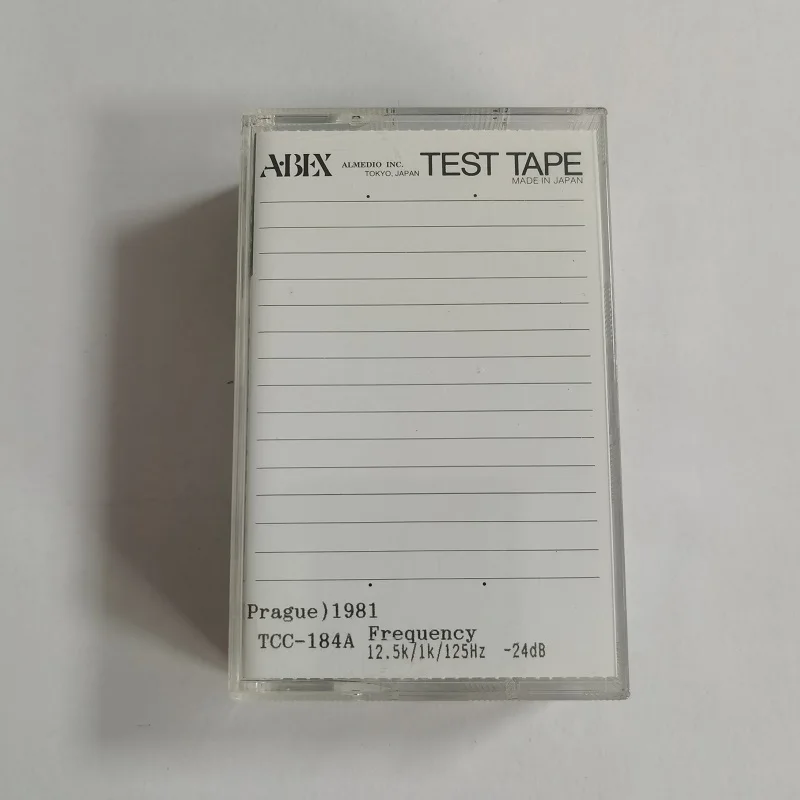 ABEX ALMEDIO INC. TEST TAPE
TOKYO, JAPAN MADE IN JAPAN
Prague)1981
TCC-184A Frequency
12.5k/1k/125Hz -24dB